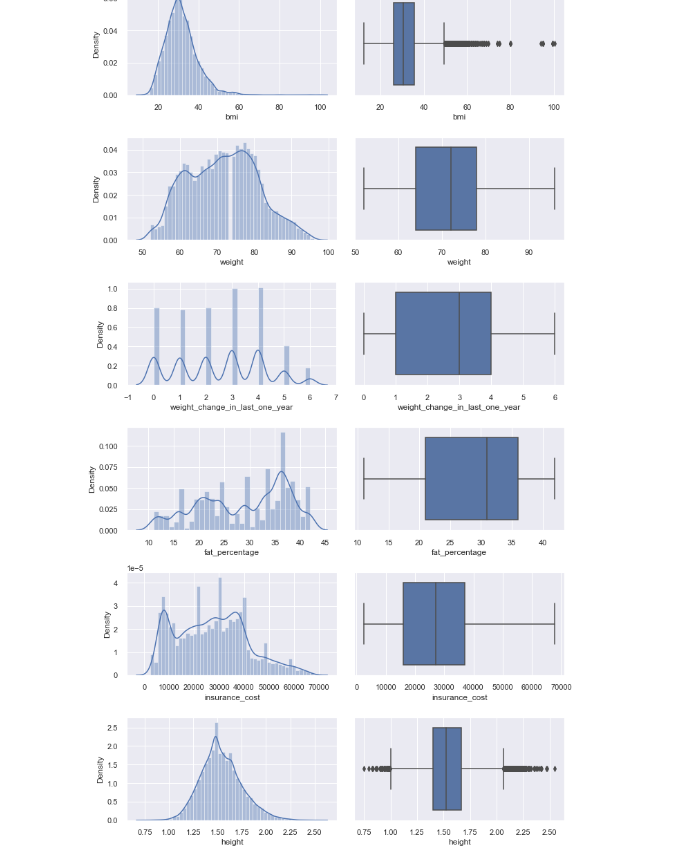 0.06
Density
0.04
0.02
0.00
20 40 60 80 100
bmi
20 40 60 80 100
bmi
0.04
Density
0.03
0.02
0.01
0.00
50 60 70 80 90 100
weight
50 60 70 80 90
weight
1.0
0.8
Density
0.6
0.4
0.2
0.0
−1 0 1 2 3 4 5 6 7
weight_change_in_last_one_year
0 1 2 3 4 5 6
weight_change_in_last_one_year
0.100
Density
0.075
0.050
0.025
0.000
10 15 20 25 30 35 40 45
fat_percentage
10 15 20 25 30 35 40
fat_percentage
1e−5
4
Density
3
2
1
0
0 10000 20000 30000 40000 50000 60000 70000
insurance_cost
0 10000 20000 30000 40000 50000 60000 70000
insurance_cost
2.5
2.0
Density
1.5
1.0
0.5
0.0
0.75 1.00 1.25 1.50 1.75 2.00 2.25 2.50
height
0.75 1.00 1.25 1.50 1.75 2.00 2.25 2.50
height